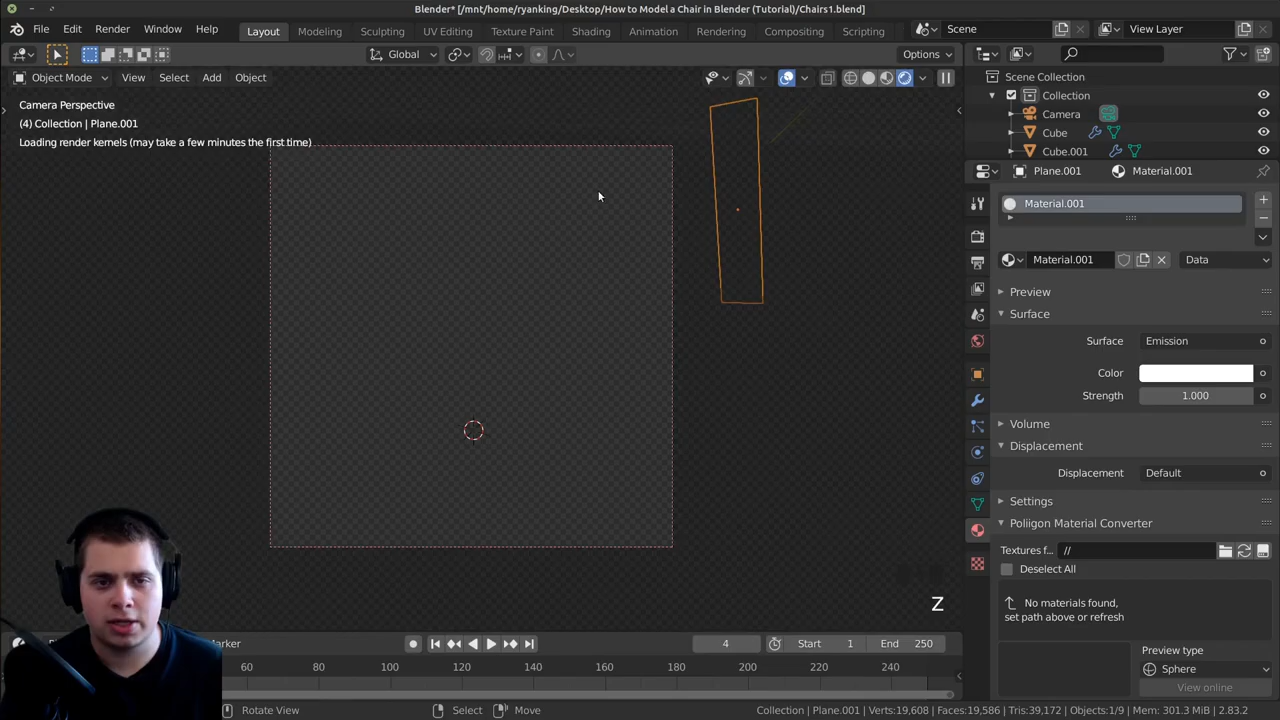 Blender* [/mnt/home/ryanking/Desktop/How to Model a Chair in Blender (Tutorial)/Chairs1.blend]
File Edit Render Window Help Layout Modeling Sculpting UV Editing Texture Paint Shading Animation Rendering Compositing Scripting Scene View Layer
Global Options
Object Mode View Select Add Object Scene Collection
Camera Perspective Collection
(4) Collection | Plane.001 Camera
Loading render kernels (may take a few minutes the first time) Cube
Cube.001
Plane.001 Material.001
Material.001
Material.001 Data
Preview
Surface
Surface Emission
Color
Strength 1.000
Volume
Displacement
Displacement Default
Settings
Poliigon Material Converter
Textures f... //
Deselect All
No materials found,
set path above or refresh
Z
Marker 4 Start 1 End 250
Preview type
60 80 100 120 140 160 180 200 220 240
Sphere
View online
Rotate View Select Move Collection | Plane.001 | Verts:19,608 | Faces:19,586 | Tris:39,172 | Objects:1/9 | Mem: 301.3 MiB | 2.83.2